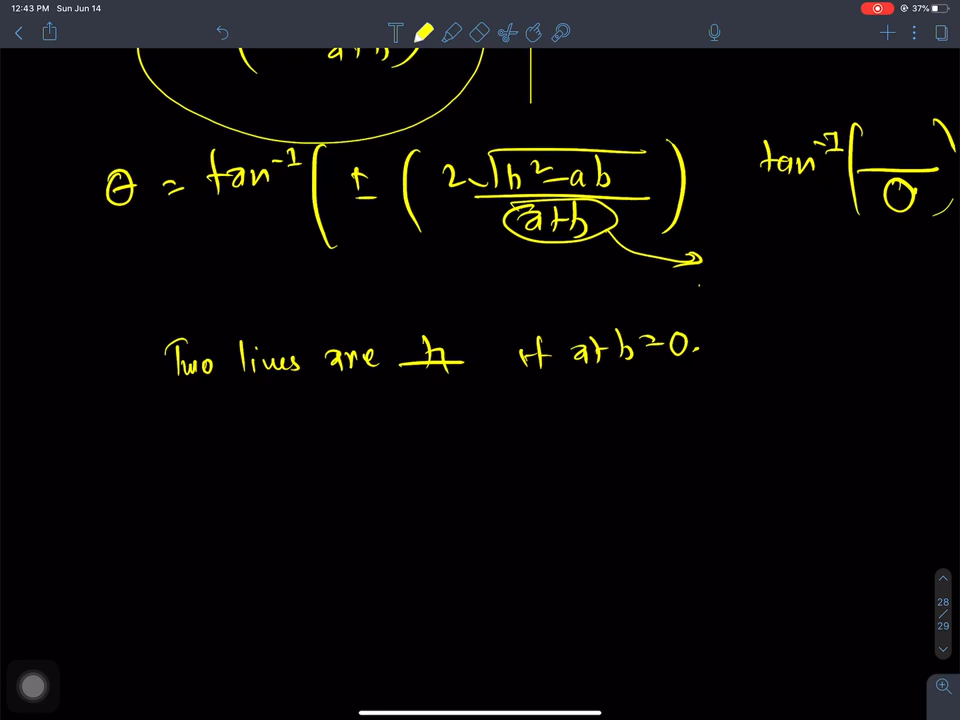 12:43 PM Sun Jun 14
37%
T
a+b
θ = tan⁻¹ ( ± ( 2√h²-ab / a+b )
tan⁻¹ ( / 0 )
Two lines are if a+b=0.
28
/
29